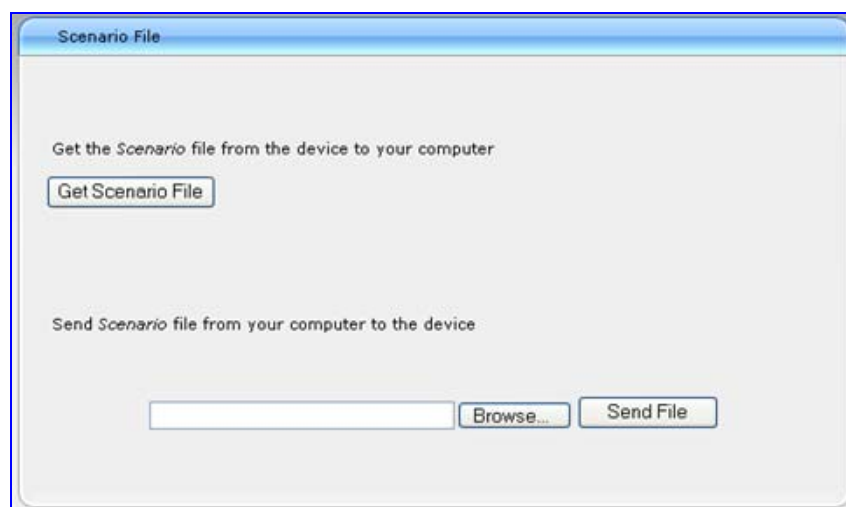 Scenario File
Get the Scenario file from the device to your computer
Get Scenario File
Send Scenario file from your computer to the device
Browse... Send File